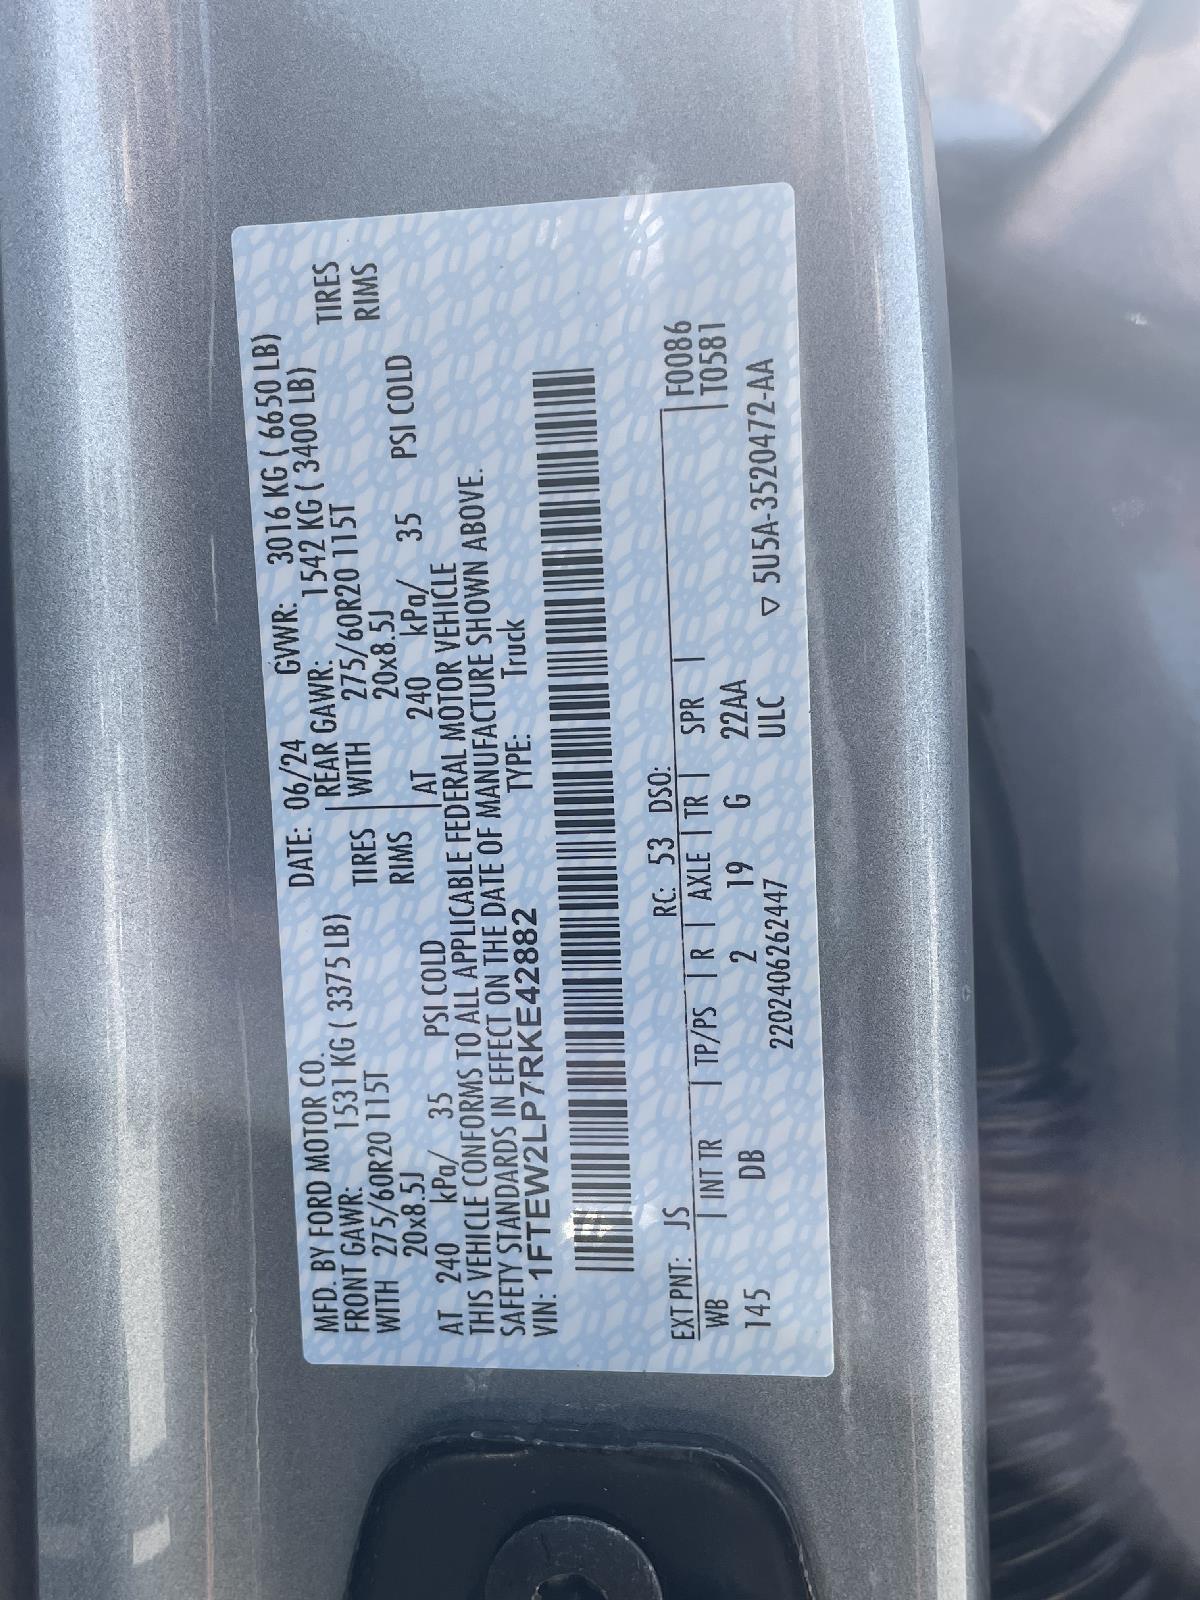 MFD. BY FORD MOTOR CO. DATE: 06/24 GVWR: 3016 KG ( 6650 LB)
FRONT GAWR: 1531 KG ( 3375 LB) REAR GAWR: 1542 KG ( 3400 LB)
WITH 275/60R20 115T TIRES WITH 275/60R20 115T TIRES
20x8.5J RIMS 20x8.5J RIMS
AT 240 kPa/ 35 PSI COLD AT 240 kPa/ 35 PSI COLD
THIS VEHICLE CONFORMS TO ALL APPLICABLE FEDERAL MOTOR VEHICLE
SAFETY STANDARDS IN EFFECT ON THE DATE OF MANUFACTURE SHOWN ABOVE.
VIN: 1FTEW2LP7RKE42882 TYPE: Truck
EXT PNT: JS RC: 53 DSO: F0086
WB | INT TR | TP/PS | R | AXLE | TR | SPR | T0581
145 DB 2 19 G 22AA
2202406262447 ULC ▽ 5U5A-3520472-AA